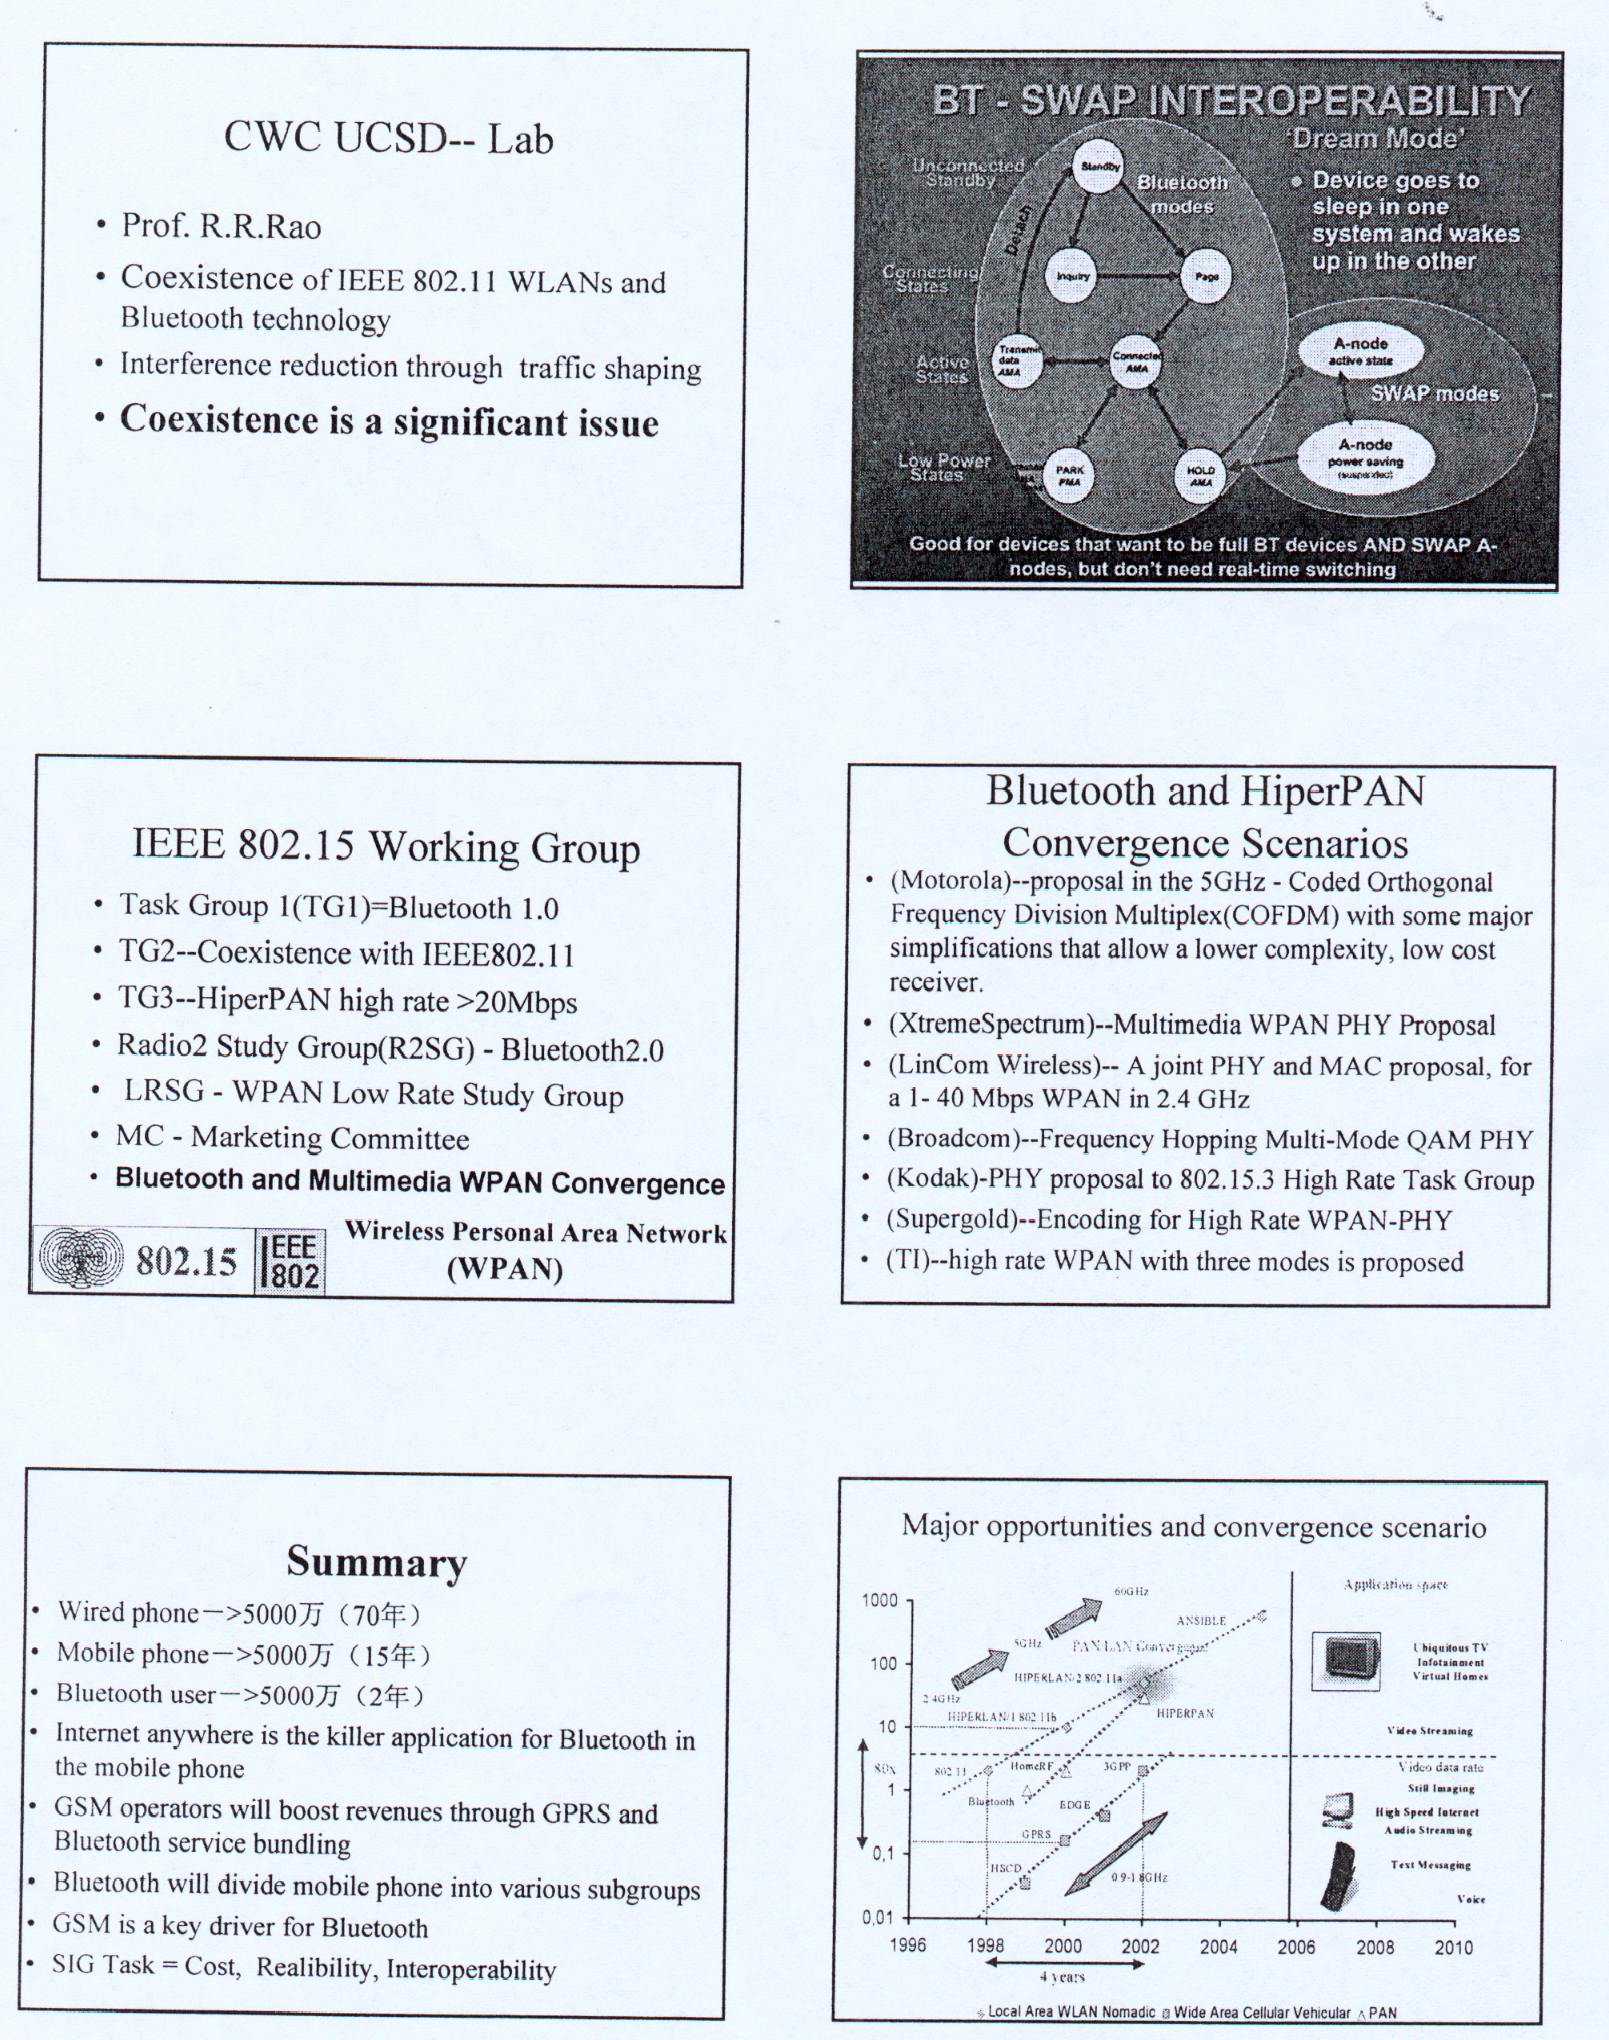 CWC UCSD-- Lab
• Prof. R.R.Rao
• Coexistence of IEEE 802.11 WLANs and
Bluetooth technology
• Interference reduction through traffic shaping
• Coexistence is a significant issue
BT - SWAP INTEROPERABILITY
'Dream Mode'
• Device goes to
sleep in one
system and wakes
up in the other
Unconnected
Standby
Standby
Bluetooth
modes
Detach
Connecting
States
Inquiry
Page
Active
States
Transmit
data
AMA
Connected
AMA
A-node
active state
SWAP modes
Low Power
States
PARK
PMA
HOLD
AMA
A-node
power saving
(suspended)
Good for devices that want to be full BT devices AND SWAP A-
nodes, but don't need real-time switching
IEEE 802.15 Working Group
• Task Group 1(TG1)=Bluetooth 1.0
• TG2--Coexistence with IEEE802.11
• TG3--HiperPAN high rate >20Mbps
• Radio2 Study Group(R2SG) - Bluetooth2.0
• LRSG - WPAN Low Rate Study Group
• MC - Marketing Committee
• Bluetooth and Multimedia WPAN Convergence
802.15
IEEE
802
Wireless Personal Area Network
(WPAN)
Bluetooth and HiperPAN
Convergence Scenarios
• (Motorola)--proposal in the 5GHz - Coded Orthogonal
Frequency Division Multiplex(COFDM) with some major
simplifications that allow a lower complexity, low cost
receiver.
• (XtremeSpectrum)--Multimedia WPAN PHY Proposal
• (LinCom Wireless)-- A joint PHY and MAC proposal, for
a 1- 40 Mbps WPAN in 2.4 GHz
• (Broadcom)--Frequency Hopping Multi-Mode QAM PHY
• (Kodak)-PHY proposal to 802.15.3 High Rate Task Group
• (Supergold)--Encoding for High Rate WPAN-PHY
• (TI)--high rate WPAN with three modes is proposed
Summary
• Wired phone—>5000万（70年）
• Mobile phone—>5000万（15年）
• Bluetooth user—>5000万（2年）
• Internet anywhere is the killer application for Bluetooth in
the mobile phone
• GSM operators will boost revenues through GPRS and
Bluetooth service bundling
• Bluetooth will divide mobile phone into various subgroups
• GSM is a key driver for Bluetooth
• SIG Task = Cost, Realibility, Interoperability
Major opportunities and convergence scenario
Application space
60GHz
1000
ANSIBLE
5GHz
PAN LAN Convergence
Ubiquitous TV
Infotainment
Virtual Homes
100
HIPERLAN/2 802.11a
2.4GHz
HIPERLAN/1 802.11b
HIPERPAN
10
Video Streaming
80x
802.11
HomeRF
3GPP
Video data rate
1
Still Imaging
Bluetooth
EDGE
High Speed Internet
Audio Streaming
GPRS
0,1
HSCD
Text Messaging
0.9-1.8GHz
Voice
0,01
1996 1998 2000 2002 2004 2006 2008 2010
4 years
Local Area WLAN Nomadic Wide Area Cellular Vehicular PAN